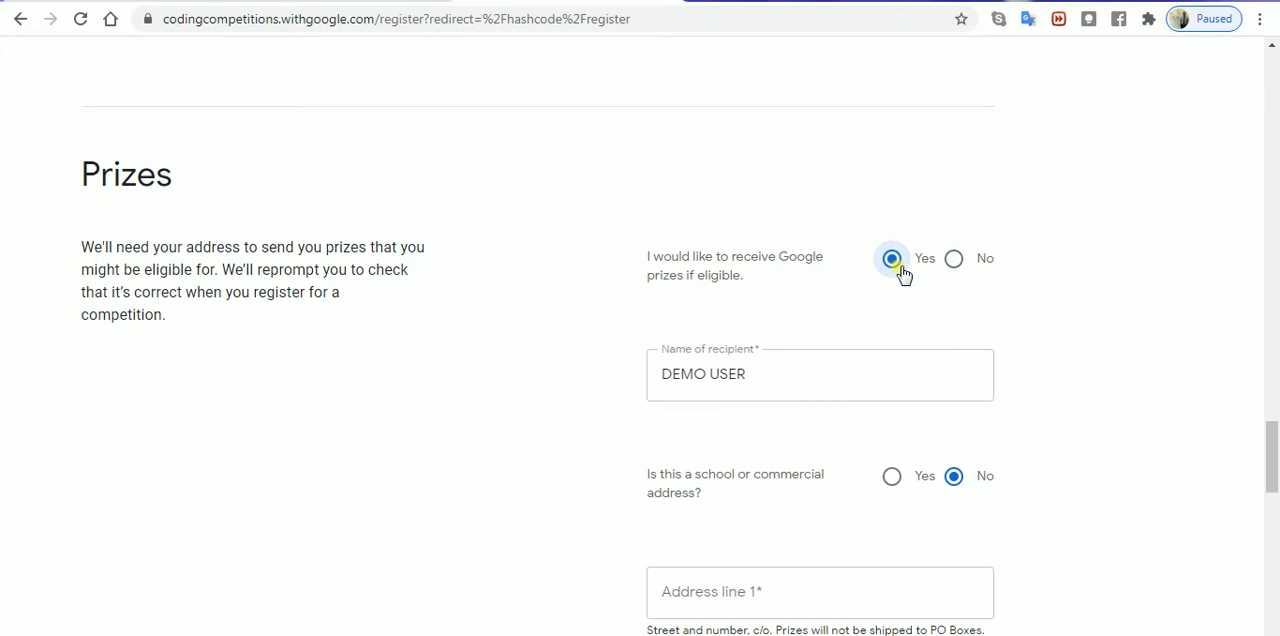 codingcompetitions.withgoogle.com/register?redirect=%2Fhashcode%2Fregister
Paused
Prizes
We'll need your address to send you prizes that you
might be eligible for. We'll reprompt you to check
that it's correct when you register for a
competition.
I would like to receive Google
prizes if eligible.
Yes
No
Name of recipient*
DEMO USER
Is this a school or commercial
address?
Yes
No
Address line 1*
Street and number, c/o. Prizes will not be shipped to PO Boxes.